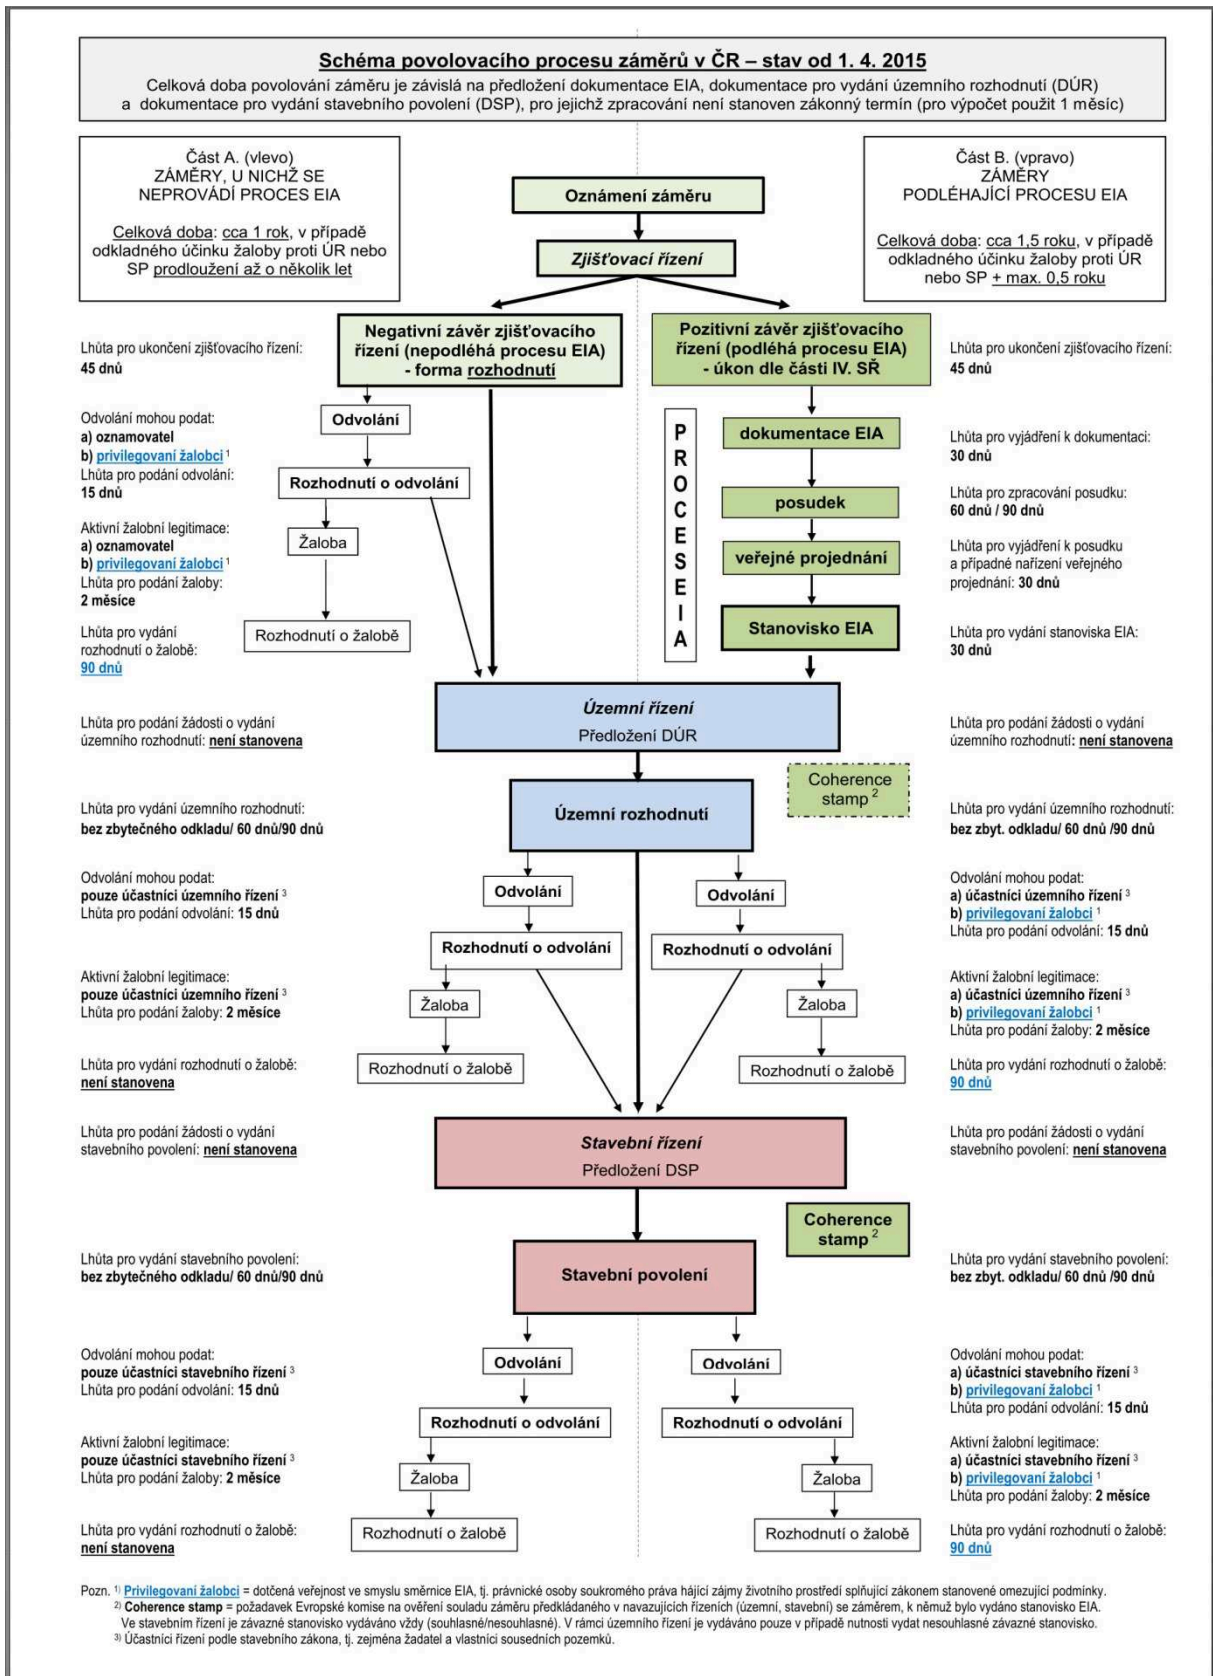 Schéma povolovacího procesu záměrů v ČR – stav od 1. 4. 2015
Celková doba povolování záměru je závislá na předložení dokumentace EIA, dokumentace pro vydání územního rozhodnutí (DÚR)
a dokumentace pro vydání stavebního povolení (DSP), pro jejichž zpracování není stanoven zákonný termín (pro výpočet použit 1 měsíc)
Část A. (vlevo)
ZÁMĚRY, U NICHŽ SE
NEPROVÁDÍ PROCES EIA
Celková doba: cca 1 rok, v případě
odkladného účinku žaloby proti ÚR nebo
SP prodloužení až o několik let
Oznámení záměru
Zjišťovací řízení
Část B. (vpravo)
ZÁMĚRY
PODLÉHAJÍCÍ PROCESU EIA
Celková doba: cca 1,5 roku, v případě
odkladného účinku žaloby proti ÚR
nebo SP + max. 0,5 roku
Lhůta pro ukončení zjišťovacího řízení:
45 dnů
Negativní závěr zjišťovacího
řízení (nepodléhá procesu EIA)
- forma rozhodnutí
Pozitivní závěr zjišťovacího
řízení (podléhá procesu EIA)
- úkon dle části IV. SŘ
Lhůta pro ukončení zjišťovacího řízení:
45 dnů
Odvolání mohou podat:
a) oznamovatel
b) privilegovaní žalobci 1
Lhůta pro podání odvolání:
15 dnů
Aktivní žalobní legitimace:
a) oznamovatel
b) privilegovaní žalobci 1
Lhůta pro podání žaloby:
2 měsíce
Lhůta pro vydání
rozhodnutí o žalobě:
90 dnů
Odvolání
Rozhodnutí o odvolání
Žaloba
Rozhodnutí o žalobě
P
R
O
C
E
S
E
I
A
dokumentace EIA
posudek
veřejné projednání
Stanovisko EIA
Lhůta pro vyjádření k dokumentaci:
30 dnů
Lhůta pro zpracování posudku:
60 dnů / 90 dnů
Lhůta pro vyjádření k posudku
a případné nařízení veřejného
projednání: 30 dnů
Lhůta pro vydání stanoviska EIA:
30 dnů
Lhůta pro podání žádosti o vydání
územního rozhodnutí: není stanovena
Územní řízení
Předložení DÚR
Lhůta pro podání žádosti o vydání
územního rozhodnutí: není stanovena
Coherence
stamp 2
Lhůta pro vydání územního rozhodnutí:
bez zbytečného odkladu/ 60 dnů/90 dnů
Územní rozhodnutí
Lhůta pro vydání územního rozhodnutí:
bez zbyt. odkladu/ 60 dnů /90 dnů
Odvolání mohou podat:
pouze účastníci územního řízení 3
Lhůta pro podání odvolání: 15 dnů
Aktivní žalobní legitimace:
pouze účastníci územního řízení 3
Lhůta pro podání žaloby: 2 měsíce
Lhůta pro vydání rozhodnutí o žalobě:
není stanovena
Odvolání
Rozhodnutí o odvolání
Žaloba
Rozhodnutí o žalobě
Odvolání
Rozhodnutí o odvolání
Žaloba
Rozhodnutí o žalobě
Odvolání mohou podat:
a) účastníci územního řízení 3
b) privilegovaní žalobci 1
Lhůta pro podání odvolání: 15 dnů
Aktivní žalobní legitimace:
a) účastníci územního řízení 3
b) privilegovaní žalobci 1
Lhůta pro podání žaloby: 2 měsíce
Lhůta pro vydání rozhodnutí o žalobě:
90 dnů
Lhůta pro podání žádosti o vydání
stavebního povolení: není stanovena
Stavební řízení
Předložení DSP
Lhůta pro podání žádosti o vydání
stavebního povolení: není stanovena
Coherence
stamp 2
Lhůta pro vydání stavebního povolení:
bez zbytečného odkladu/ 60 dnů/90 dnů
Stavební povolení
Lhůta pro vydání stavebního povolení:
bez zbyt. odkladu/ 60 dnů /90 dnů
Odvolání mohou podat:
pouze účastníci stavebního řízení 3
Lhůta pro podání odvolání: 15 dnů
Aktivní žalobní legitimace:
pouze účastníci stavebního řízení 3
Lhůta pro podání žaloby: 2 měsíce
Lhůta pro vydání rozhodnutí o žalobě:
není stanovena
Odvolání
Rozhodnutí o odvolání
Žaloba
Rozhodnutí o žalobě
Odvolání
Rozhodnutí o odvolání
Žaloba
Rozhodnutí o žalobě
Odvolání mohou podat:
a) účastníci stavebního řízení 3
b) privilegovaní žalobci 1
Lhůta pro podání odvolání: 15 dnů
Aktivní žalobní legitimace:
a) účastníci stavebního řízení 3
b) privilegovaní žalobci 1
Lhůta pro podání žaloby: 2 měsíce
Lhůta pro vydání rozhodnutí o žalobě:
90 dnů
Pozn. 1) Privilegovaní žalobci = dotčená veřejnost ve smyslu směrnice EIA, tj. právnické osoby soukromého práva hájící zájmy životního prostředí splňující zákonem stanovené omezující podmínky.
2) Coherence stamp = požadavek Evropské komise na ověření souladu záměru předkládaného v navazujících řízeních (územní, stavební) se záměrem, k němuž bylo vydáno stanovisko EIA.
Ve stavebním řízení je závazné stanovisko vydáváno vždy (souhlasné/nesouhlasné). V rámci územního řízení je vydáváno pouze v případě nutnosti vydat nesouhlasné závazné stanovisko.
3) Účastníci řízení podle stavebního zákona, tj. zejména žadatel a vlastníci sousedních pozemků.